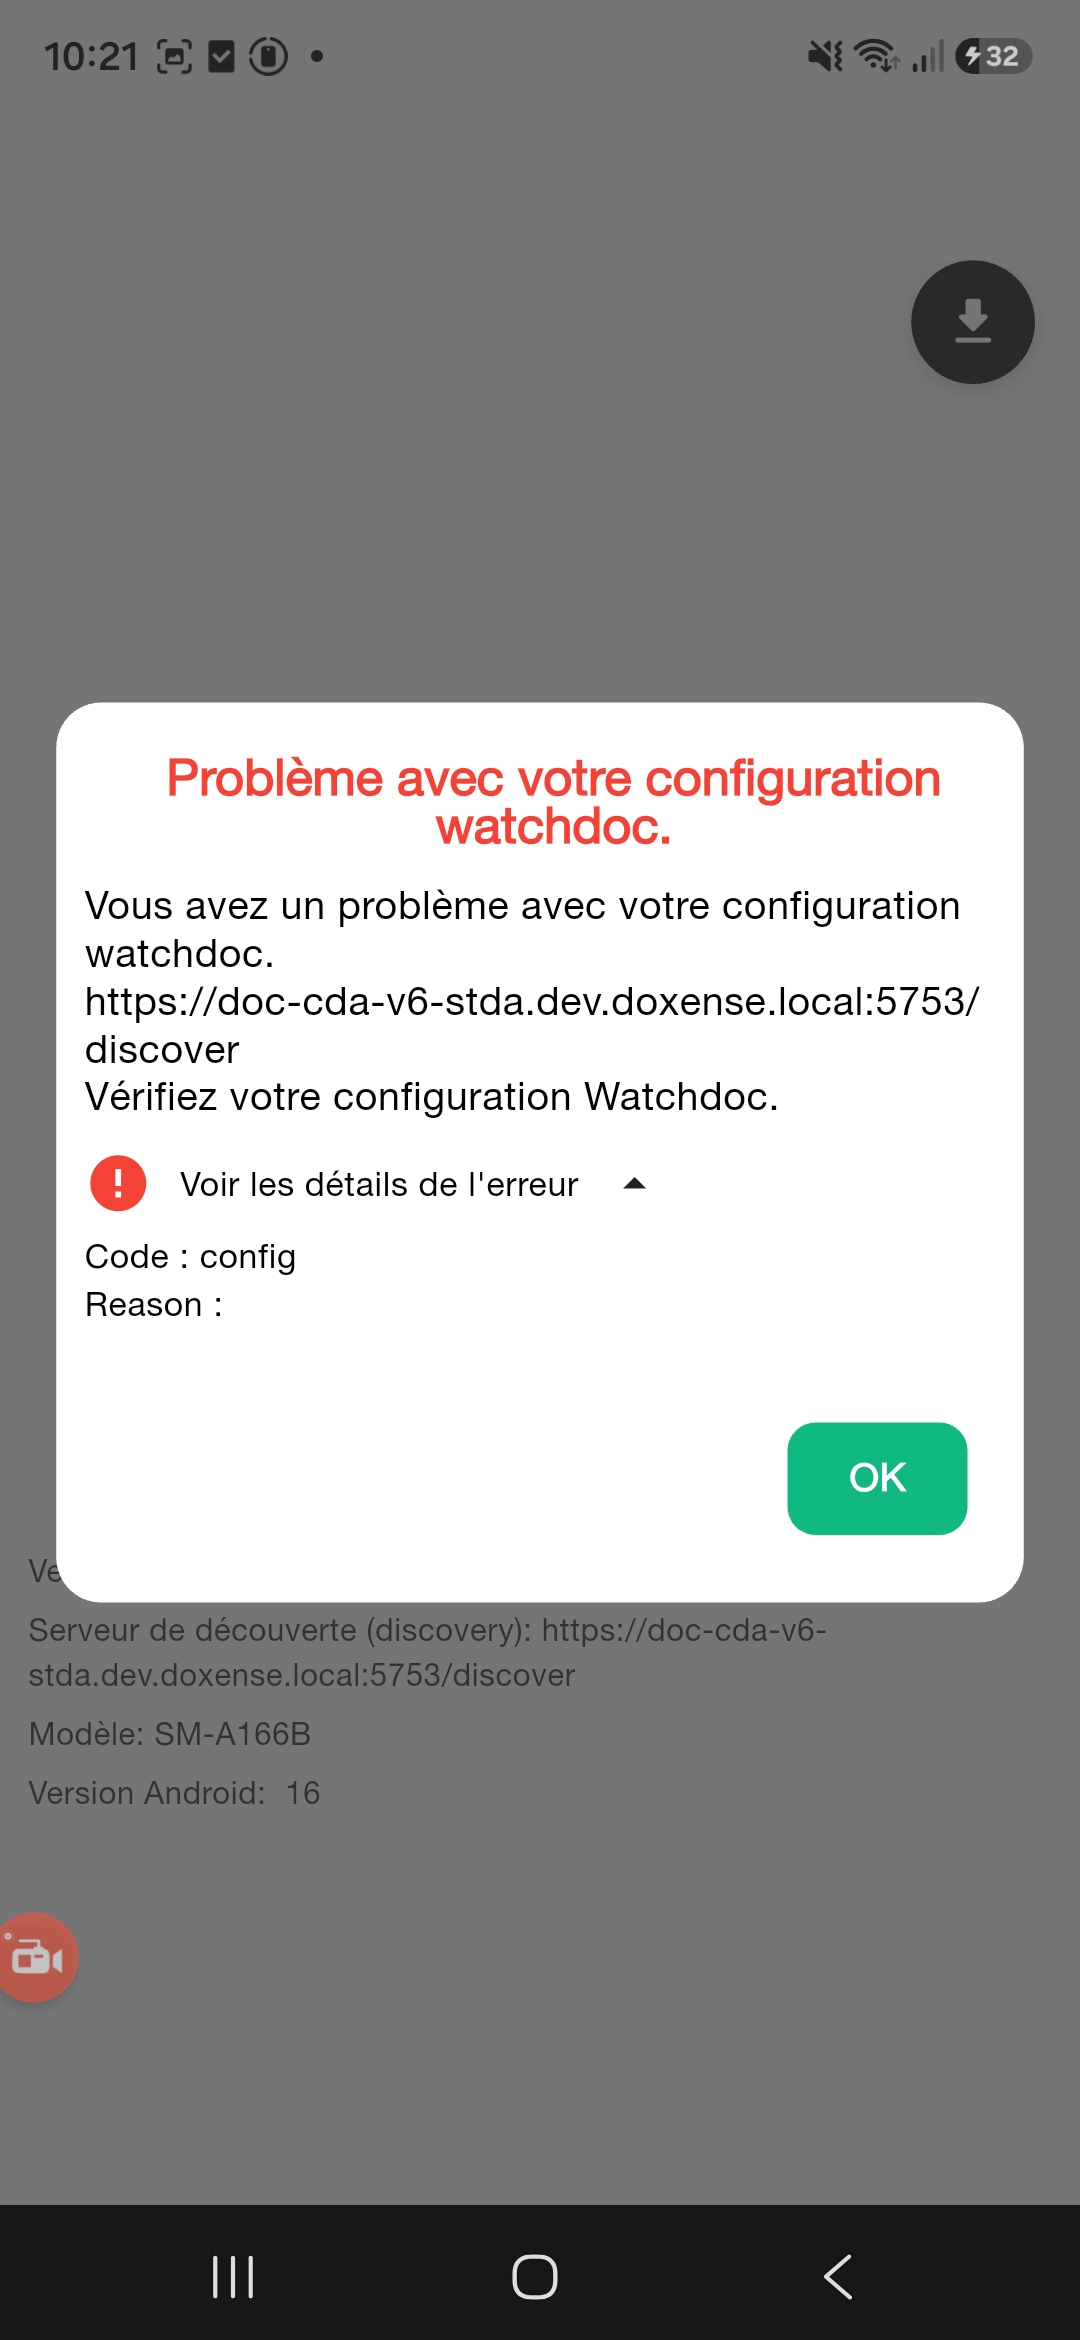 10:21
32
Problème avec votre configuration
watchdoc.
Vous avez un problème avec votre configuration
watchdoc.
https://doc-cda-v6-stda.dev.doxense.local:5753/
discover
Vérifiez votre configuration Watchdoc.
Voir les détails de l'erreur
Code : config
Reason :
OK
Ve
Serveur de découverte (discovery): https://doc-cda-v6-
stda.dev.doxense.local:5753/discover
Modèle: SM-A166B
Version Android:  16